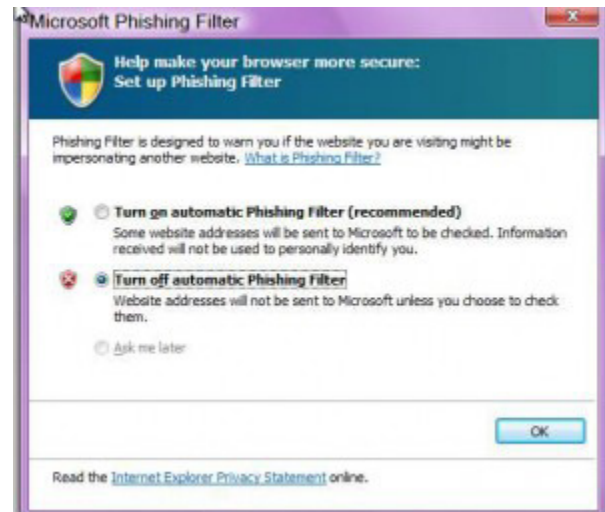 Microsoft Phishing Filter
Help make your browser more secure:
Set up Phishing Filter
Phishing Filter is designed to warn you if the website you are visiting might be
impersonating another website. What is Phishing Filter?
Turn on automatic Phishing Filter (recommended)
Some website addresses will be sent to Microsoft to be checked. Information
received will not be used to personally identify you.
Turn off automatic Phishing Filter
Website addresses will not be sent to Microsoft unless you choose to check
them.
Ask me later
OK
Read the Internet Explorer Privacy Statement online.